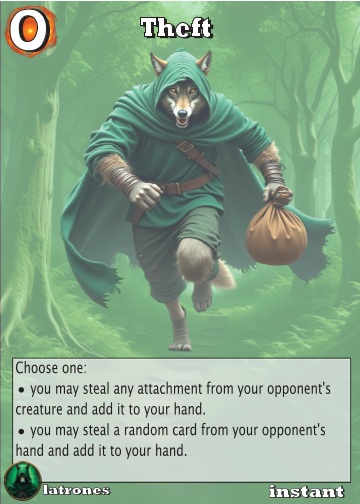 0
Theft
Choose one:
• you may steal any attachment from your opponent's
creature and add it to your hand.
• you may steal a random card from your opponent's
hand and add it to your hand.
latrones
instant